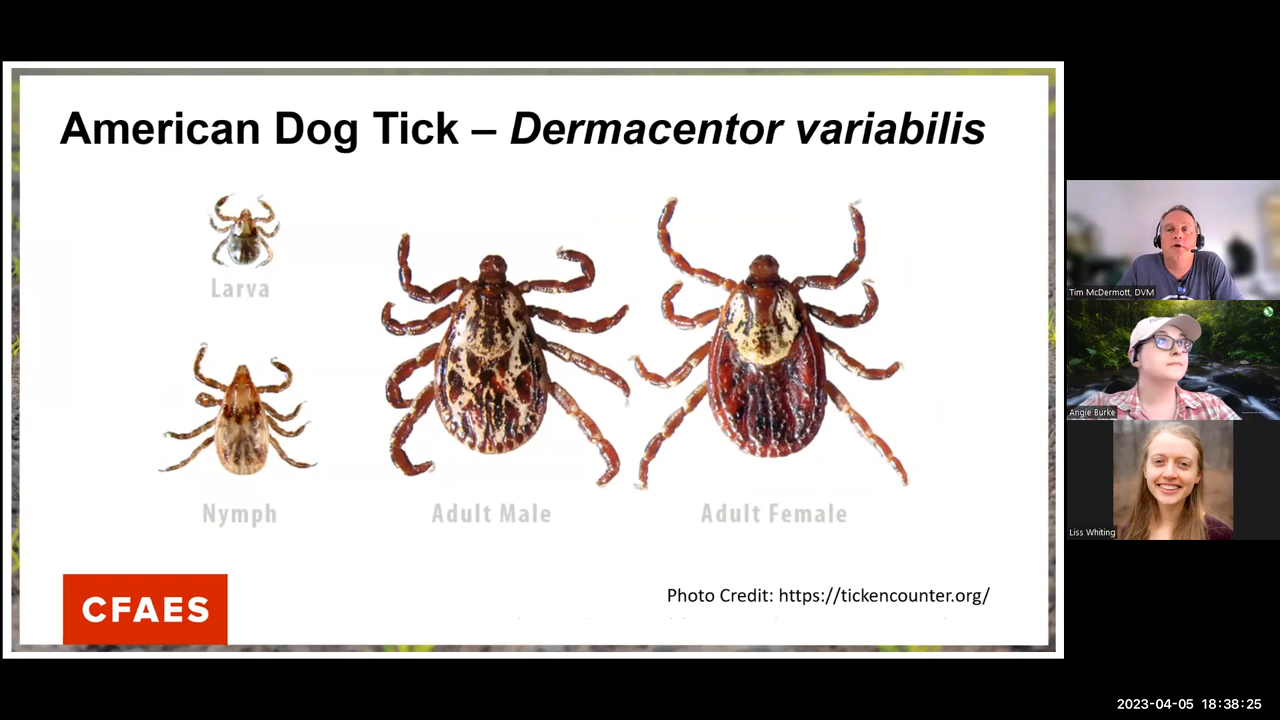 American Dog Tick – Dermacentor variabilis
Larva
Nymph
Adult Male
Adult Female
CFAES
Photo Credit: https://tickencounter.org/
Tim McDermott, DVM
Angie Burke
Liss Whiting
2023-04-05 18:38:25